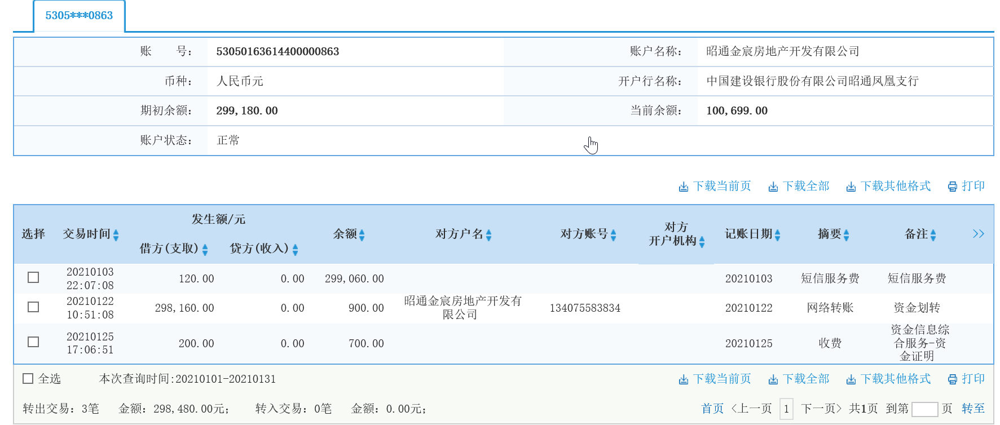 5305***0863
账　　号： 53050163614400000863 账户名称： 昭通金宸房地产开发有限公司
币种： 人民币元 开户行名称： 中国建设银行股份有限公司昭通凤凰支行
期初余额： 299,180.00 当前余额： 100,699.00
账户状态： 正常
下载当前页 下载全部 下载其他格式 打印
选择 交易时间 发生额/元 余额 对方户名 对方账号 对方 记账日期 摘要 备注 >>
借方(支取) 贷方(收入) 开户机构
20210103
22:07:08 120.00 0.00 299,060.00 20210103 短信服务费 短信服务费
20210122
10:51:08 298,160.00 0.00 900.00 昭通金宸房地产开发有
限公司 134075583834 20210122 网络转账 资金划转
20210125
17:06:51 200.00 0.00 700.00 20210125 收费 资金信息综
合服务-资
金证明
全选 本次查询时间:20210101-20210131 下载当前页 下载全部 下载其他格式 打印
转出交易：3笔 金额：298,480.00元； 转入交易：0笔 金额：0.00元； 首页 <上一页 1 下一页> 共1页 到第 页 转至